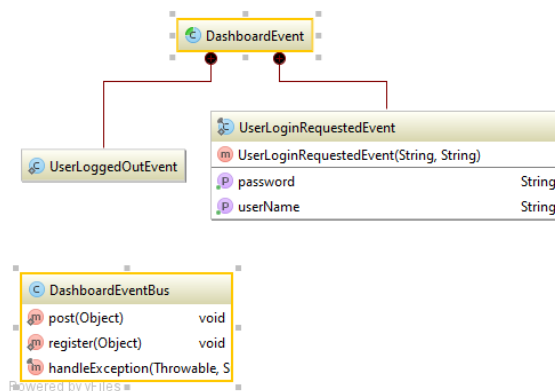 DashboardEvent
UserLoggedOutEvent
UserLoginRequestedEvent
UserLoginRequestedEvent(String, String)
password String
userName String
DashboardEventBus
post(Object) void
register(Object) void
handleException(Throwable, S
Powered by yFiles